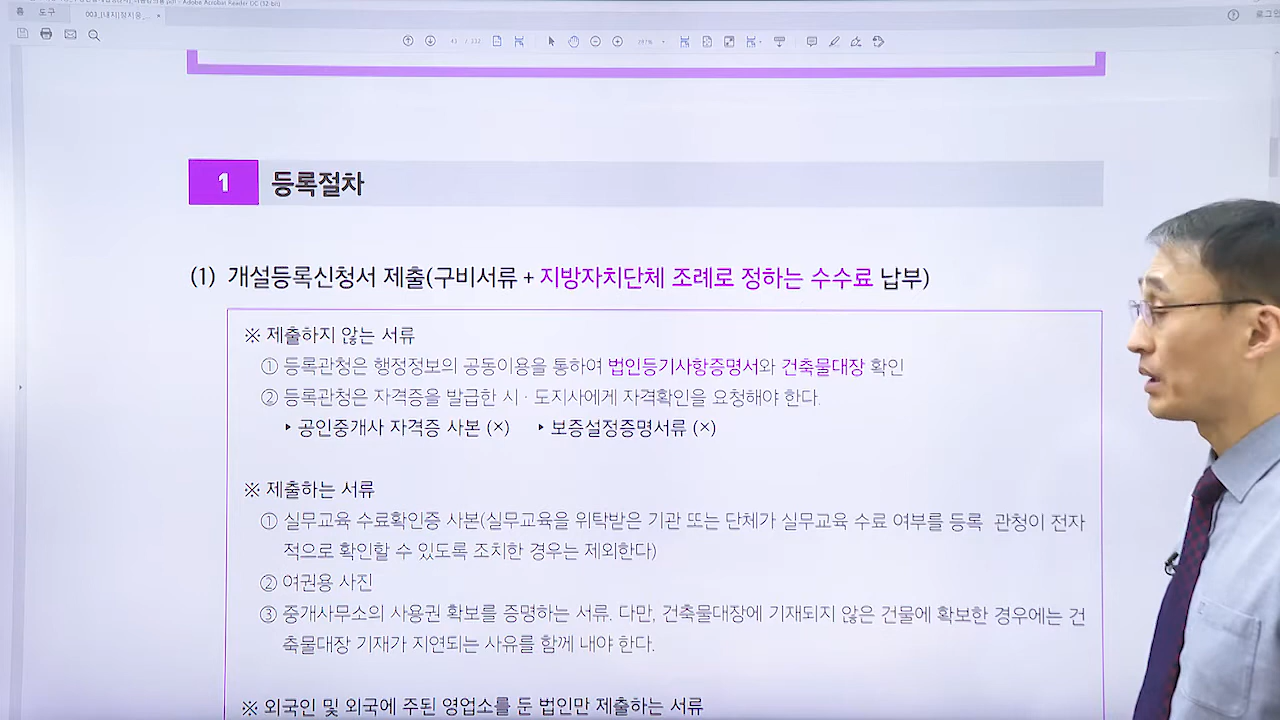 도구
1 등록절차
(1) 개설등록신청서 제출(구비서류 + 지방자치단체 조례로 정하는 수수료 납부)
※ 제출하지 않는 서류
① 등록관청은 행정정보의 공동이용을 통하여 법인등기사항증명서와 건축물대장 확인
② 등록관청은 자격증을 발급한 시 · 도지사에게 자격확인을 요청해야 한다.
▸ 공인중개사 자격증 사본 (×) ▸ 보증설정증명서류 (×)
※ 제출하는 서류
① 실무교육 수료확인증 사본(실무교육을 위탁받은 기관 또는 단체가 실무교육 수료 여부를 등록 관청이 전자
적으로 확인할 수 있도록 조치한 경우는 제외한다)
② 여권용 사진
③ 중개사무소의 사용권 확보를 증명하는 서류. 다만, 건축물대장에 기재되지 않은 건물에 확보한 경우에는 건
축물대장 기재가 지연되는 사유를 함께 내야 한다.
※ 외국인 및 외국에 주된 영업소를 둔 법인만 제출하는 서류